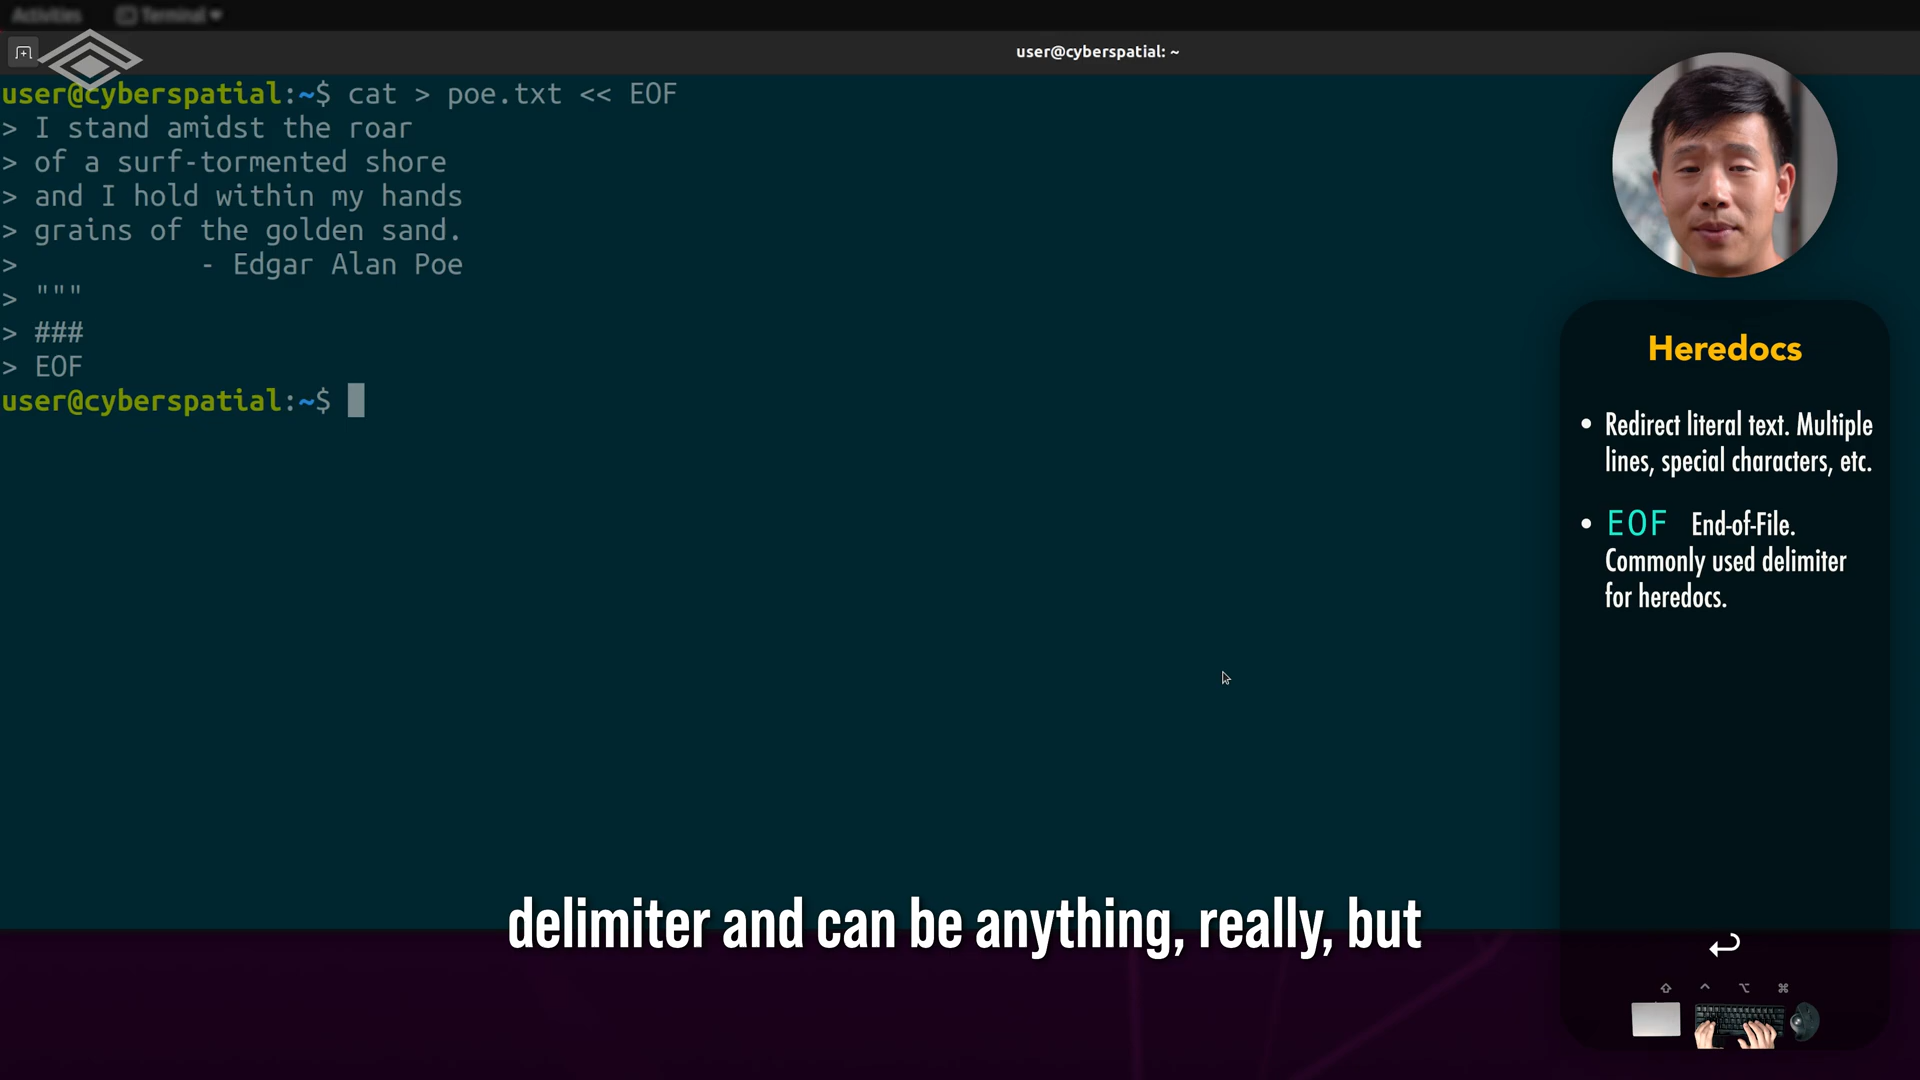 Activities
Terminal
user@cyberspatial: ~
user@cyberspatial:~$ cat > poe.txt << EOF
> I stand amidst the roar
> of a surf-tormented shore
> and I hold within my hands
> grains of the golden sand.
> - Edgar Alan Poe
> """
> ###
> EOF
user@cyberspatial:~$
Heredocs
• Redirect literal text. Multiple
lines, special characters, etc.
• EOF End-of-File.
Commonly used delimiter
for heredocs.
delimiter and can be anything, really, but